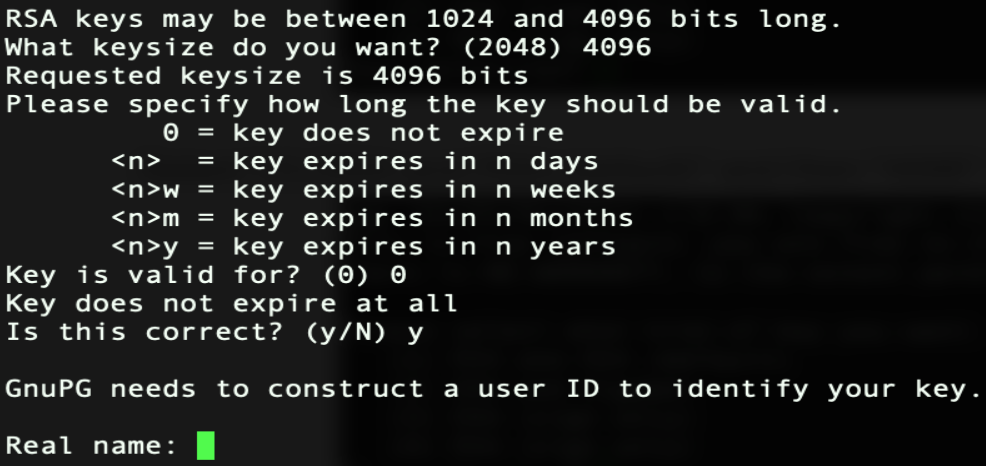 RSA keys may be between 1024 and 4096 bits long.
What keysize do you want? (2048) 4096
Requested keysize is 4096 bits
Please specify how long the key should be valid.
0 = key does not expire
<n>  = key expires in n days
<n>w = key expires in n weeks
<n>m = key expires in n months
<n>y = key expires in n years
Key is valid for? (0) 0
Key does not expire at all
Is this correct? (y/N) y
GnuPG needs to construct a user ID to identify your key.
Real name: